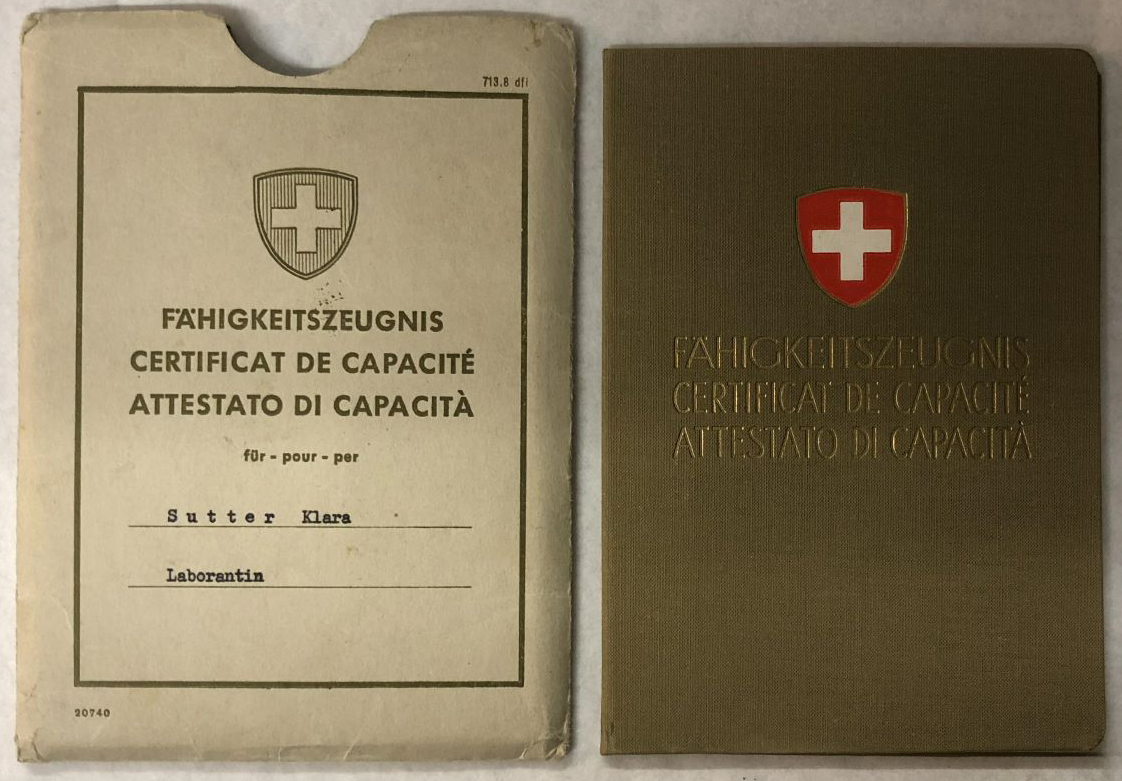 713.8 dfi
FÄHIGKEITSZEUGNIS
CERTIFICAT DE CAPACITÉ
ATTESTATO DI CAPACITÀ
für - pour - per
Sutter Klara
Laborantin
20740
FÄHIGKEITSZEUGNIS
CERTIFICAT DE CAPACITÉ
ATTESTATO DI CAPACITÀ